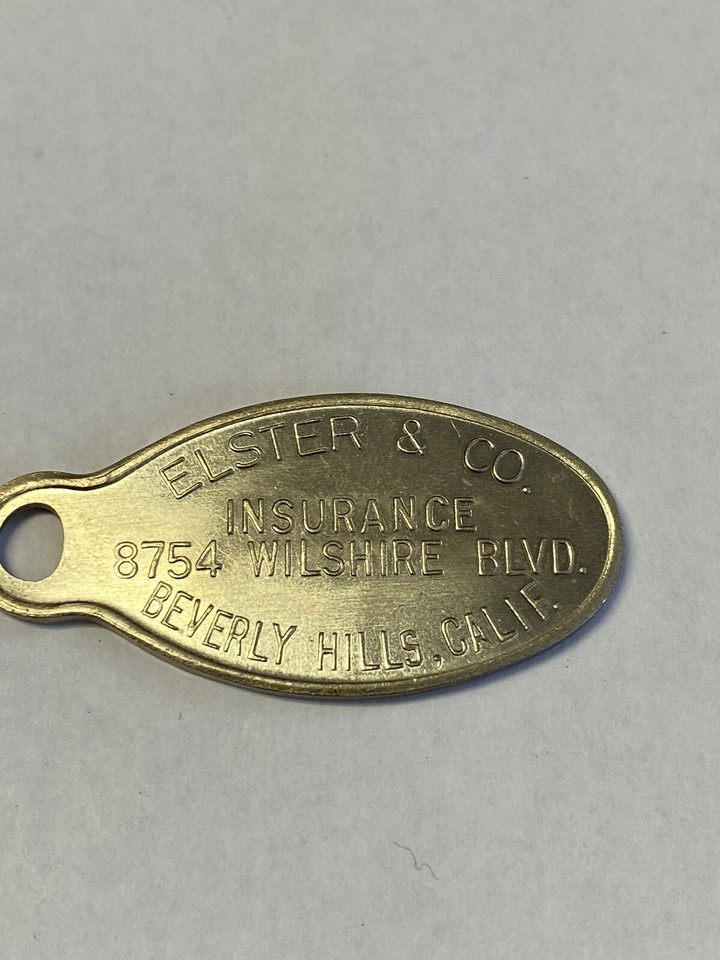 ELSTER & CO.
INSURANCE
8754 WILSHIRE BLVD.
BEVERLY HILLS, CALIF.